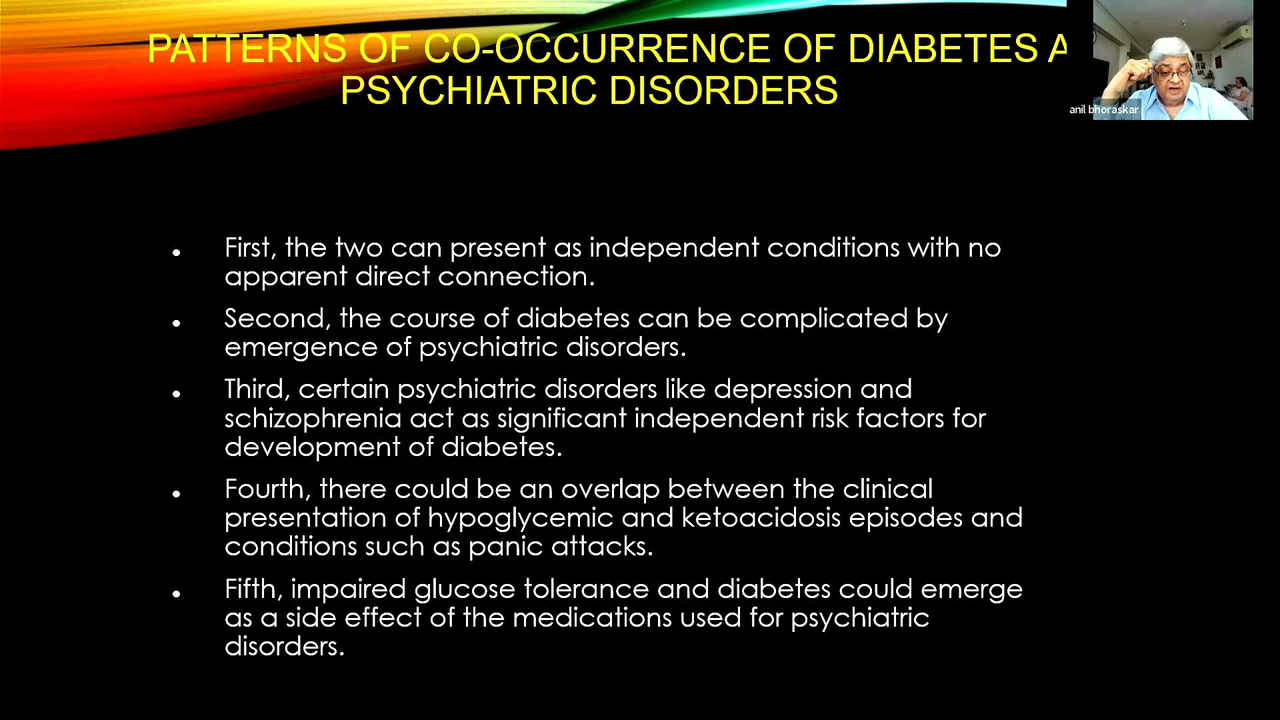 PATTERNS OF CO-OCCURRENCE OF DIABETES
PSYCHIATRIC DISORDERS
anil bhoraskar
• First, the two can present as independent conditions with no
apparent direct connection.
• Second, the course of diabetes can be complicated by
emergence of psychiatric disorders.
• Third, certain psychiatric disorders like depression and
schizophrenia act as significant independent risk factors for
development of diabetes.
• Fourth, there could be an overlap between the clinical
presentation of hypoglycemic and ketoacidosis episodes and
conditions such as panic attacks.
• Fifth, impaired glucose tolerance and diabetes could emerge
as a side effect of the medications used for psychiatric
disorders.